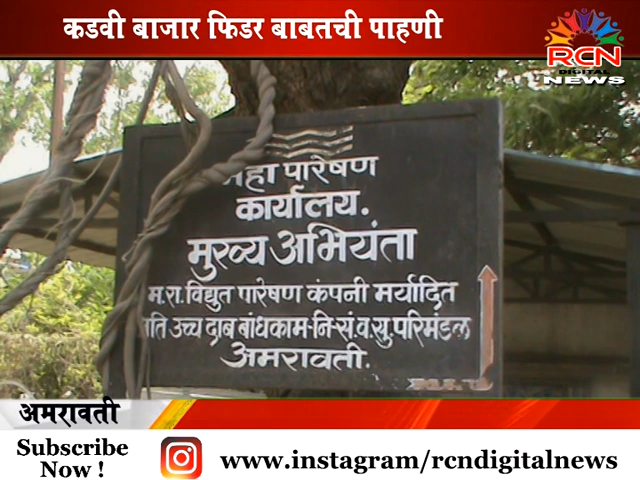 कडवी बाजार फिडर बाबतची पाहणी
RCN
DIGITAL
NEWS
महा पारेषण
कार्यालय.
मुख्य अभियंता
म.रा. विद्युत पारेषण कंपनी मर्यादित
अति उच्च दाब बांधकाम-नि-सं.व.सु.परिमंडल
अमरावती.
अमरावती
Subscribe
Now !
www.instagram/rcndigitalnews